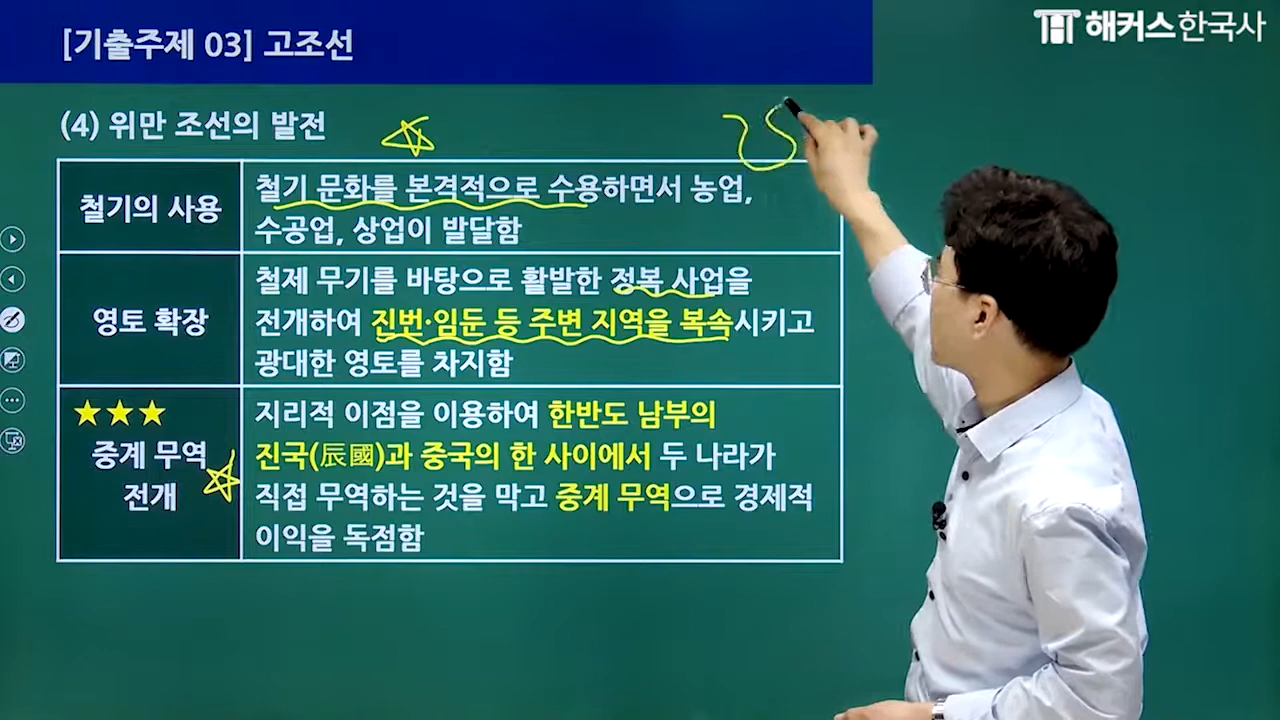 [기출주제 03] 고조선
해커스한국사
(4) 위만 조선의 발전
철기의 사용
철기 문화를 본격적으로 수용하면서 농업,
수공업, 상업이 발달함
영토 확장
철제 무기를 바탕으로 활발한 정복 사업을
전개하여 진번·임둔 등 주변 지역을 복속시키고
광대한 영토를 차지함
★★★
중계 무역
전개
지리적 이점을 이용하여 한반도 남부의
진국(辰國)과 중국의 한 사이에서 두 나라가
직접 무역하는 것을 막고 중계 무역으로 경제적
이익을 독점함